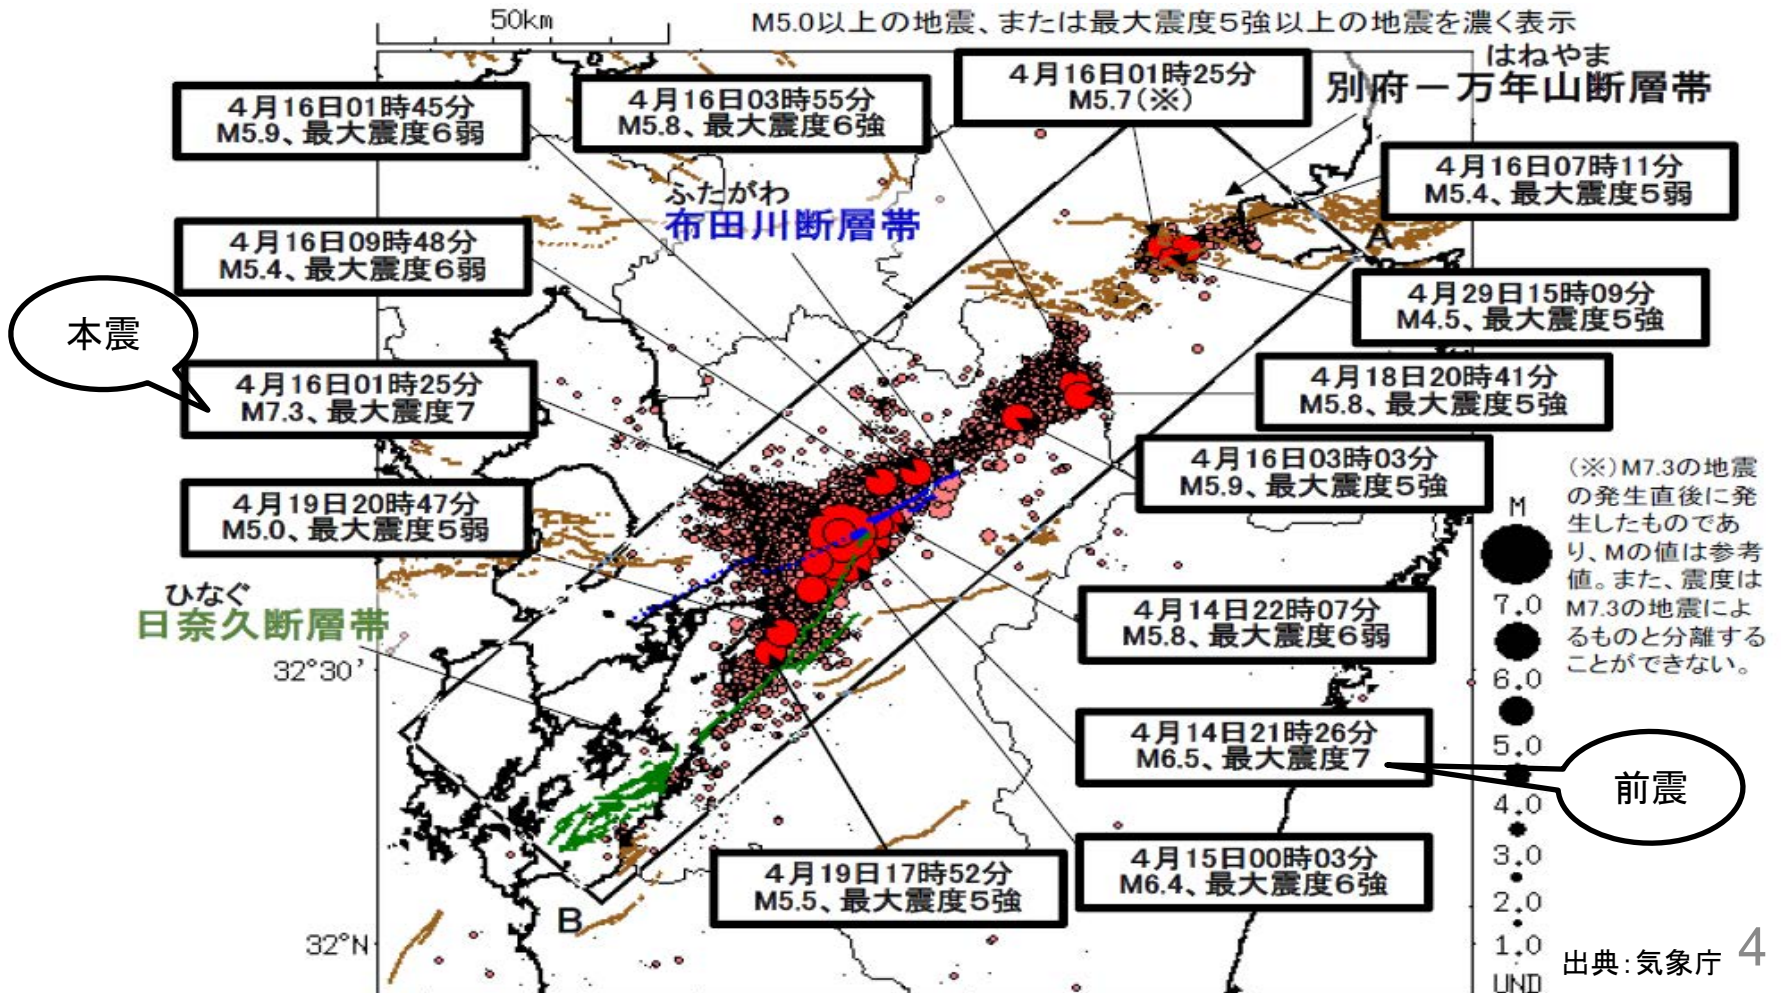 50km
M5.0以上の地震、または最大震度5強以上の地震を濃く表示
はねやま
別府－万年山断層帯
4月16日01時25分
M5.7(※)
4月16日03時55分
M5.8、最大震度6強
4月16日01時45分
M5.9、最大震度6弱
4月16日07時11分
M5.4、最大震度5弱
ふたがわ
布田川断層帯
4月16日09時48分
M5.4、最大震度6弱
A
4月29日15時09分
M4.5、最大震度5強
本震
4月16日01時25分
M7.3、最大震度7
4月18日20時41分
M5.8、最大震度5強
4月16日03時03分
M5.9、最大震度5強
4月19日20時47分
M5.0、最大震度5弱
(※)M7.3の地震
の発生直後に発
生したものであ
り、Mの値は参考
値。また、震度は
M7.3の地震によ
るものと分離する
ことができない。
M
7.0
6.0
5.0
4.0
3.0
2.0
1.0
UND
ひなぐ
日奈久断層帯
32°30'
4月14日22時07分
M5.8、最大震度6弱
4月14日21時26分
M6.5、最大震度7
前震
4月15日00時03分
M6.4、最大震度6強
4月19日17時52分
M5.5、最大震度5強
B
32°N
出典:気象庁
4